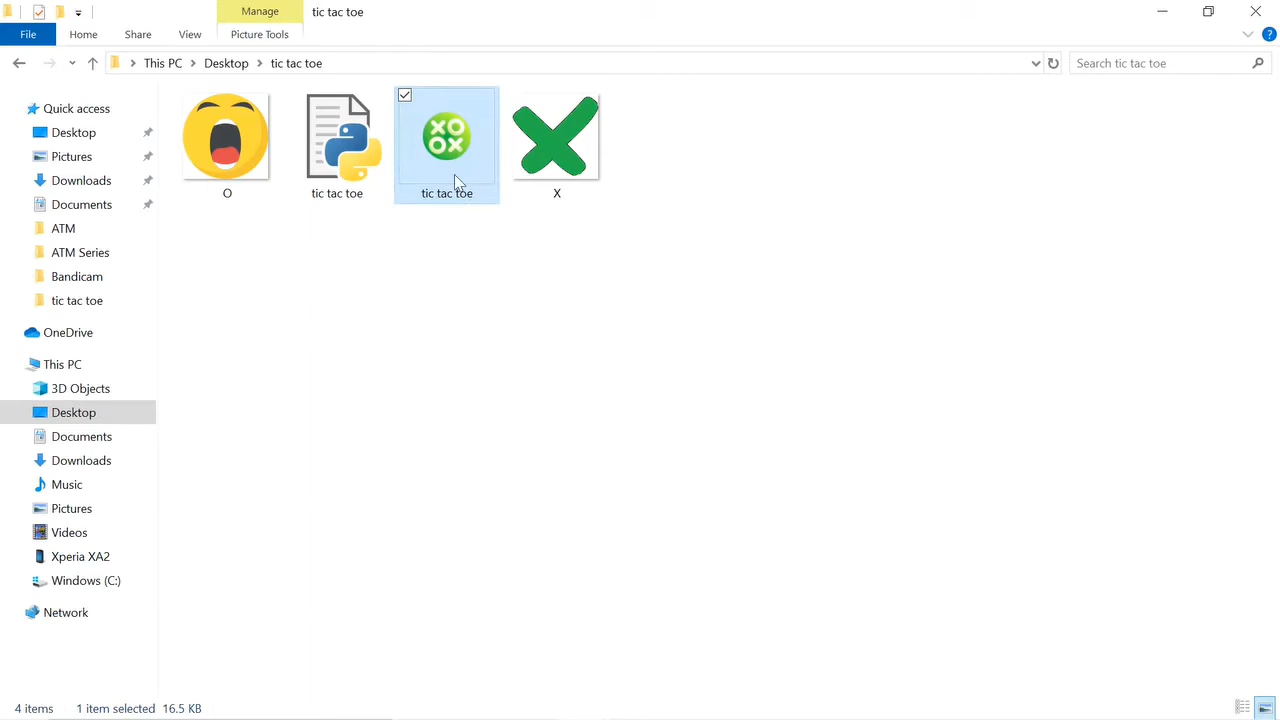 Manage
tic tac toe
File
Home
Share
View
Picture Tools
This PC
Desktop
tic tac toe
Search tic tac toe
Quick access
Desktop
Pictures
Downloads
Documents
ATM
ATM Series
Bandicam
tic tac toe
OneDrive
This PC
3D Objects
Desktop
Documents
Downloads
Music
Pictures
Videos
Xperia XA2
Windows (C:)
Network
XO
OX
O
tic tac toe
tic tac toe
X
4 items
1 item selected 16.5 KB